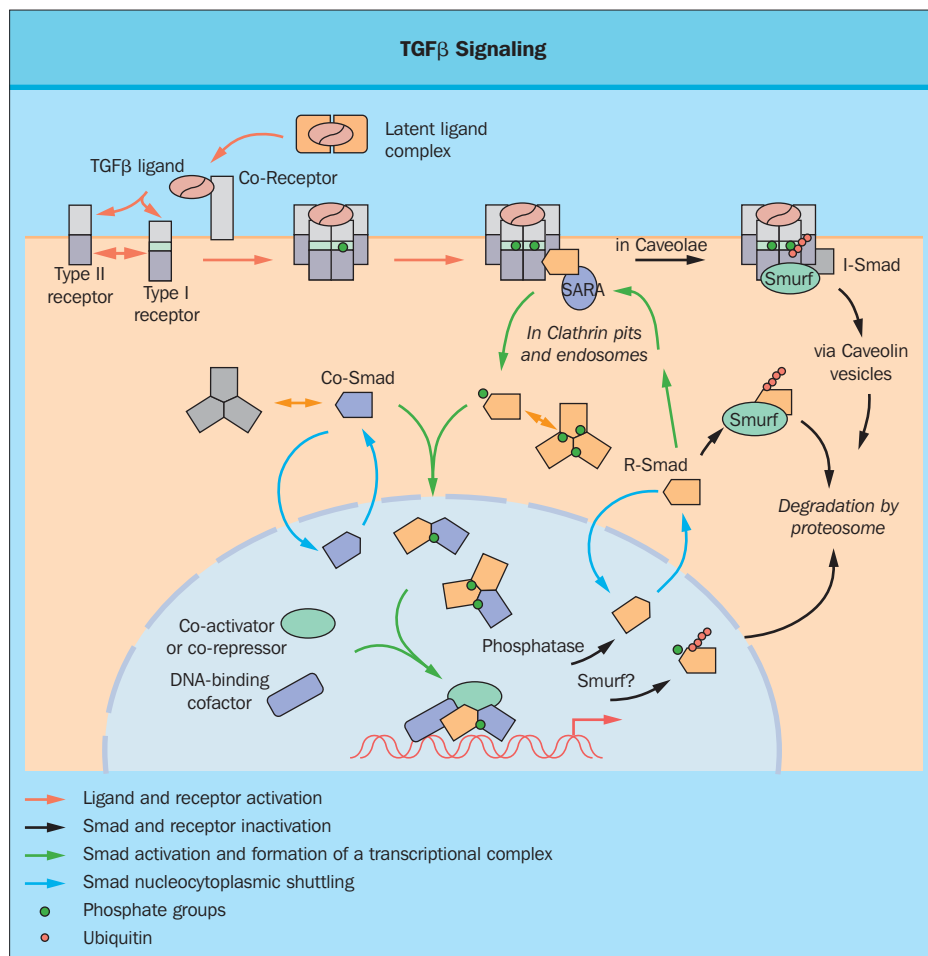 TGFβ Signaling
Latent ligand
complex
TGFβ ligand
Co-Receptor
Type II
receptor
Type I
receptor
in Caveolae
SARA
Smurf
I-Smad
In Clathrin pits
and endosomes
via Caveolin
vesicles
Co-Smad
Smurf
R-Smad
Degradation by
proteosome
Co-activator
or co-repressor
Phosphatase
DNA-binding
cofactor
Smurf?
Ligand and receptor activation
Smad and receptor inactivation
Smad activation and formation of a transcriptional complex
Smad nucleocytoplasmic shuttling
Phosphate groups
Ubiquitin